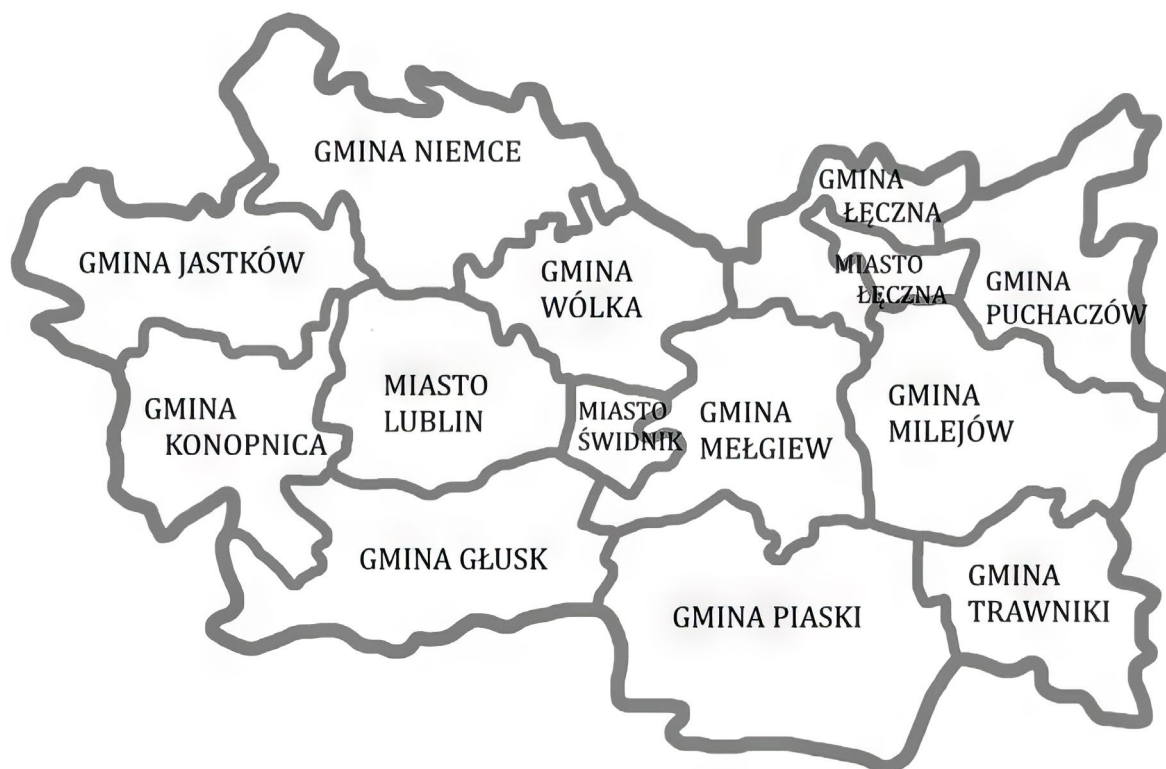 GMINA NIEMCE
GMINA
ŁĘCZNA
GMINA JASTKÓW
GMINA
WÓLKA
MIASTO
ŁĘCZNA
GMINA
PUCHACZÓW
MIASTO
LUBLIN
GMINA
KONOPNICA
MIASTO
ŚWIDNIK
GMINA
MEŁGIEW
GMINA
MILEJÓW
GMINA GŁUSK
GMINA PIASKI
GMINA
TRAWNIKI